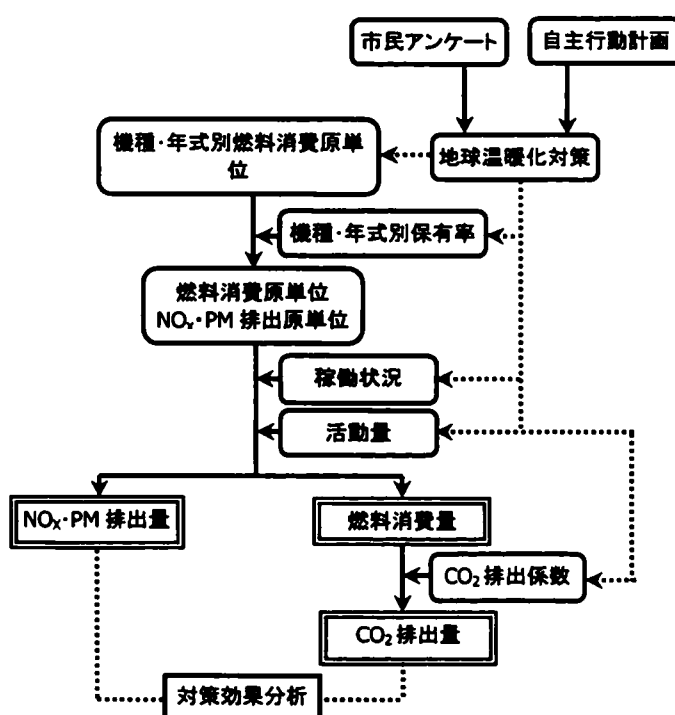 市民アンケート
自主行動計画
機種・年式別燃料消費原単
位
地球温暖化対策
機種・年式別保有率
燃料消費原単位
NOx・PM 排出原単位
稼働状況
活動量
NOX・PM 排出量
燃料消費量
CO2 排出係数
CO2 排出量
対策効果分析